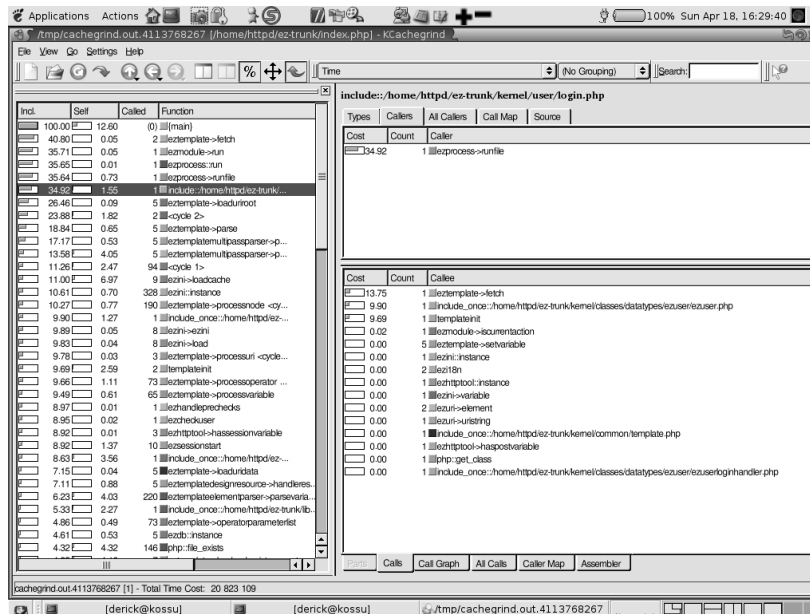 Applications Actions 100% Sun Apr 18, 16:29:40
/tmp/cachegrind.out.4113768267 [/home/httpd/ez-trunk/index.php] - KCachegrind
File View Go Settings Help
% Time (No Grouping) Search:
include::/home/httpd/ez-trunk/kernel/user/login.php
Incl. Self Called Function
100.00 12.60 (0) {main}
40.80 0.05 2 eztemplate->fetch
35.71 0.05 1 ezmodule->run
35.65 0.01 1 ezprocess::run
35.64 0.73 1 ezprocess->runfile
34.92 1.55 1 include::/home/httpd/ez-trunk/...
26.46 0.09 5 eztemplate->loaduriroot
23.88 1.82 2 <cycle 2>
18.84 0.65 5 eztemplate->parse
17.17 0.53 5 eztemplatemultipassparser->p...
13.58 4.05 5 eztemplatemultipassparser->p...
11.26 2.47 94 <cycle 1>
11.00 6.97 9 ezini->loadcache
10.61 0.70 328 ezini::instance
10.27 0.77 190 eztemplate->processnode <cy...
9.90 1.27 1 include_once::/home/httpd/ez-...
9.89 0.05 8 ezini->ezini
9.83 0.04 8 ezini->load
9.78 0.03 3 eztemplate->processuri <cycle...
9.69 2.59 2 templateinit
9.66 1.11 73 eztemplate->processoperator ...
9.49 0.61 65 eztemplate->processvariable
8.97 0.01 1 ezhandleprechecks
8.95 0.02 1 ezcheckuser
8.92 0.01 3 ezhttptool->hassessionvariable
8.92 1.37 10 ezsessionstart
8.63 3.56 1 include_once::/home/httpd/ez-...
7.15 0.04 5 eztemplate->loaduridata
7.11 0.88 5 eztemplatedesignresource->handleres...
6.23 4.03 220 eztemplateelementparser->parsevaria...
5.33 2.27 1 include_once::/home/httpd/ez-trunk/lib...
4.86 0.49 73 eztemplate->operatorparameterlist
4.61 0.53 5 ezdb::instance
4.32 4.32 146 php::file_exists
Types Callers All Callers Call Map Source
Cost Count Caller
34.92 1 ezprocess->runfile
Cost Count Callee
13.75 1 eztemplate->fetch
9.90 1 include_once::/home/httpd/ez-trunk/kernel/classes/datatypes/ezuser/ezuser.php
9.69 1 templateinit
0.02 1 ezmodule->iscurrentaction
0.00 5 eztemplate->setvariable
0.00 1 ezini::instance
0.00 2 ezi18n
0.00 1 ezhttptool::instance
0.00 1 ezini->variable
0.00 2 ezuri->element
0.00 1 ezuri->uristring
0.00 1 include_once::/home/httpd/ez-trunk/kernel/common/template.php
0.00 1 ezhttptool->haspostvariable
0.00 1 php::get_class
0.00 1 include_once::/home/httpd/ez-trunk/kernel/classes/datatypes/ezuser/ezuserloginhandler.php
Parts Calls Call Graph All Calls Caller Map Assembler
cachegrind.out.4113768267 [1] - Total Time Cost: 20 823 109
[derick@kossu] [derick@kossu] /tmp/cachegrind.out.4113768267